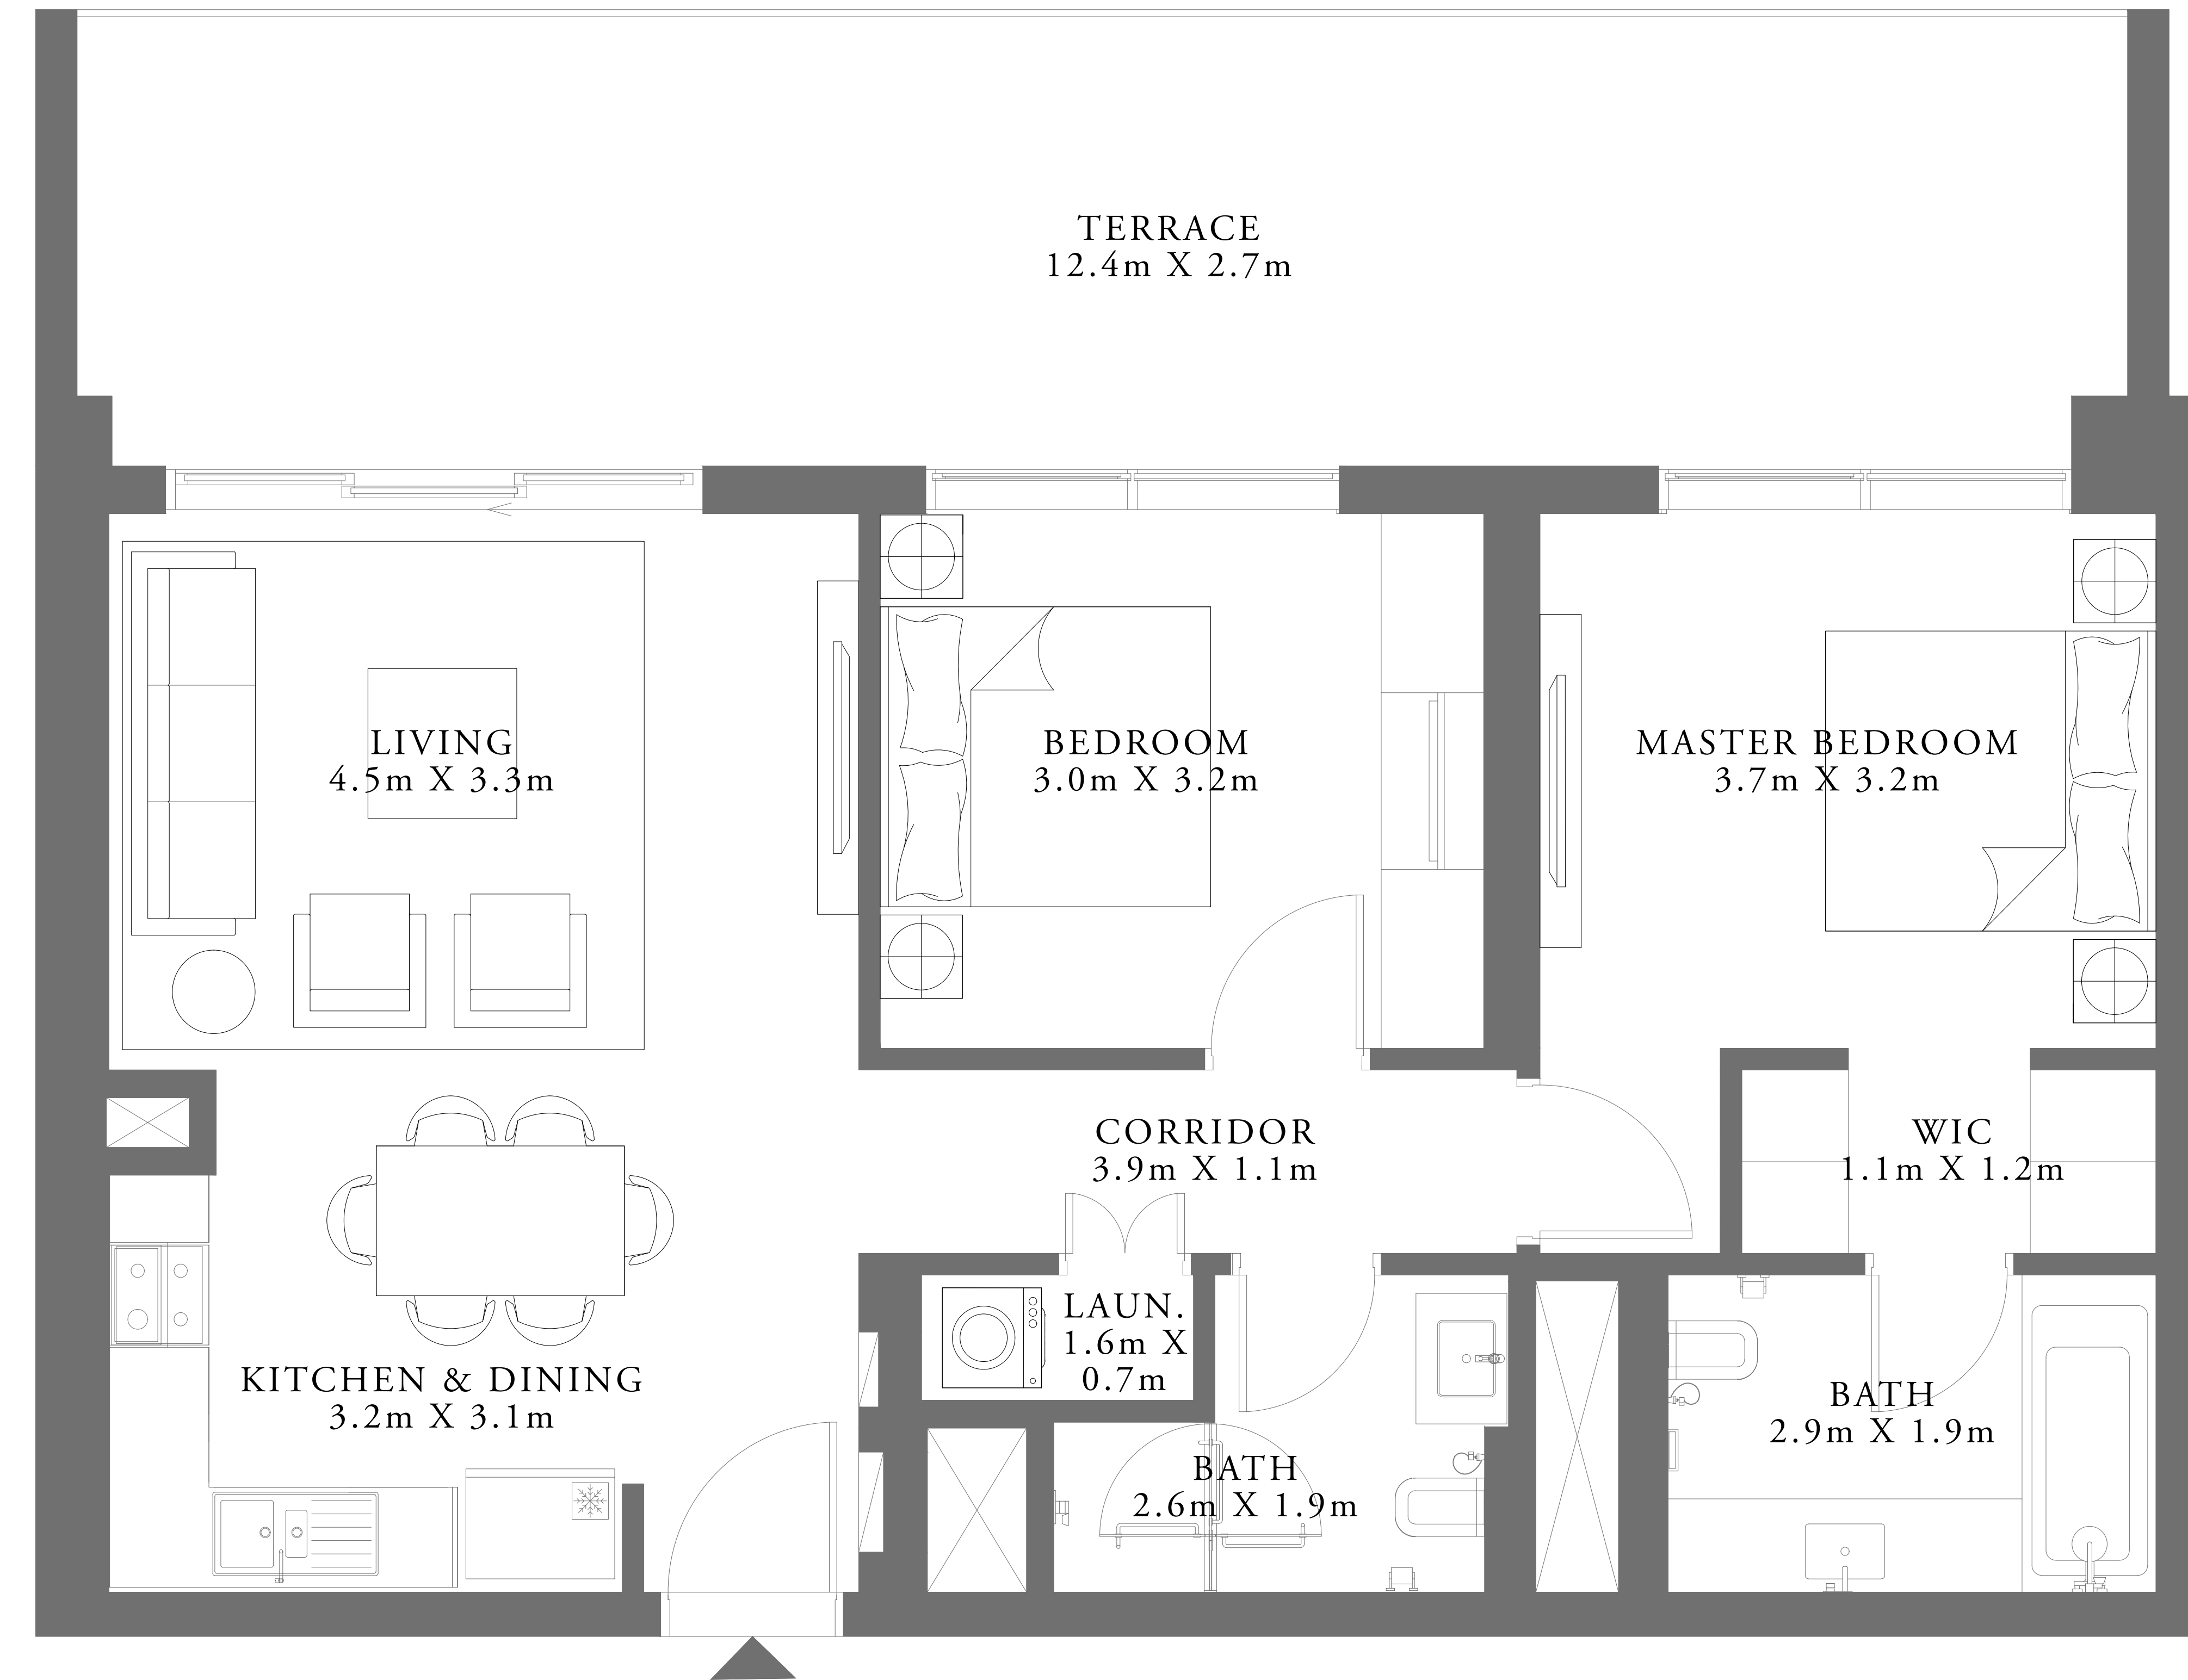 TERRACE
12.4m X 2.7m
LIVING
4.5m X 3.3m
BEDROOM
3.0m X 3.2m
MASTER BEDROOM
3.7m X 3.2m
CORRIDOR
3.9m X 1.1m
WIC
1.1m X 1.2m
LAUN.
1.6m X
0.7m
KITCHEN & DINING
3.2m X 3.1m
BATH
2.6m X 1.9m
BATH
2.9m X 1.9m